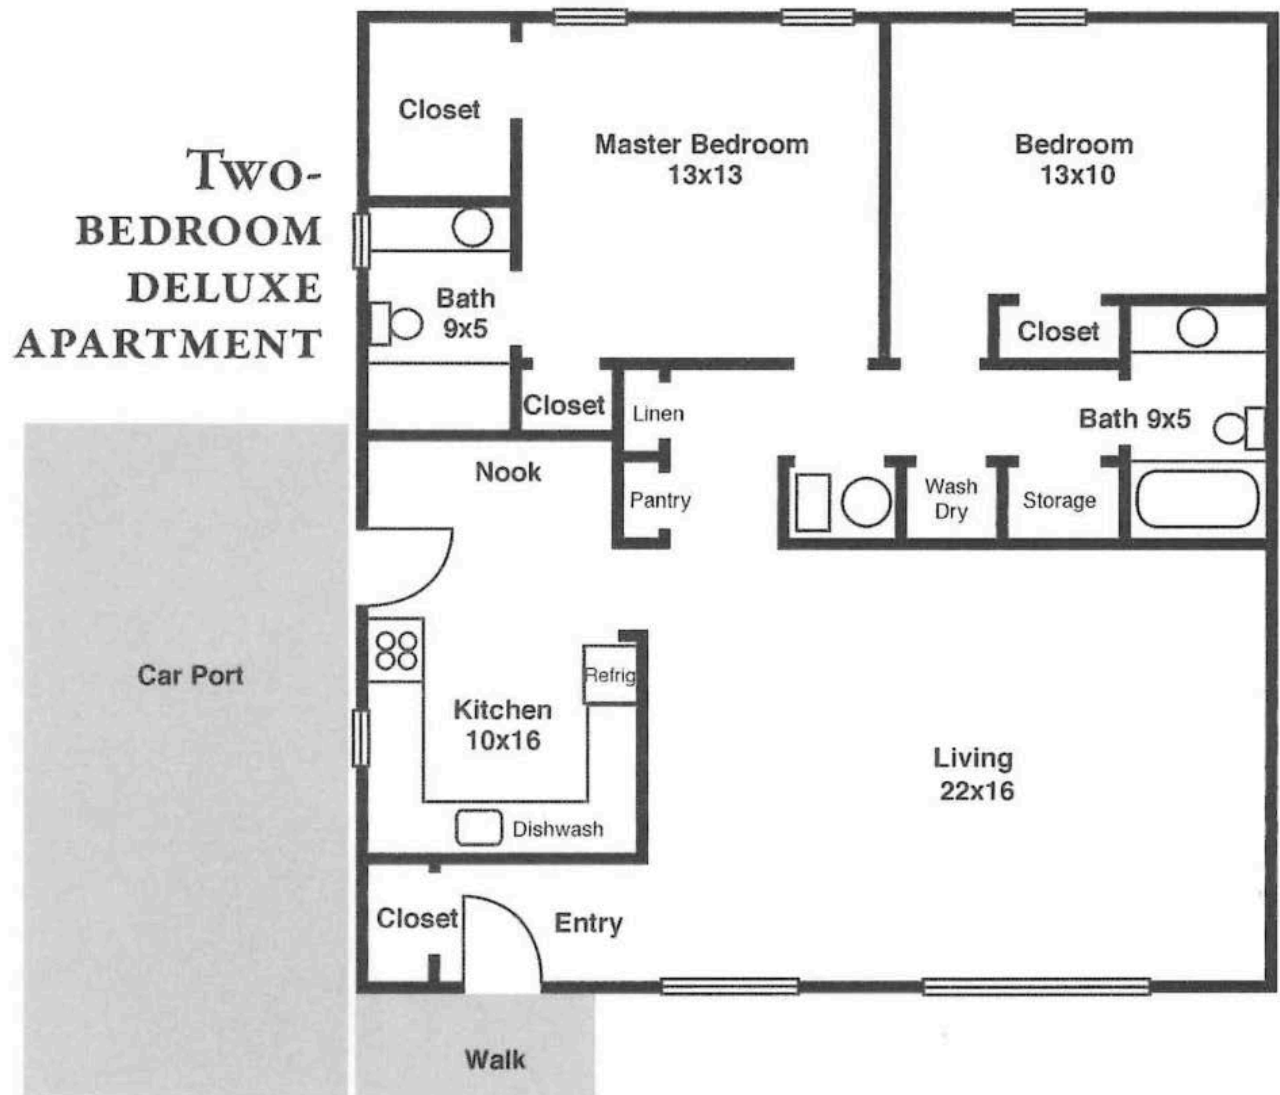 TWO-
BEDROOM
DELUXE
APARTMENT
Closet
Master Bedroom
13x13
Bedroom
13x10
Bath
9x5
Closet
Closet
Linen
Bath 9x5
Nook
Pantry
Wash
Dry
Storage
Car Port
Refrig
Kitchen
10x16
Living
22x16
Dishwash
Closet
Entry
Walk